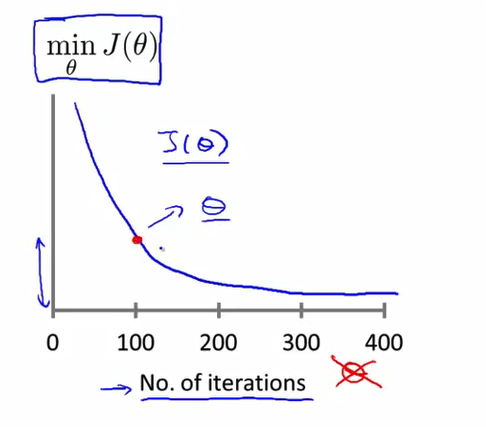 min J(θ)
θ
J(θ)
θ
0 100 200 300 400
No. of iterations